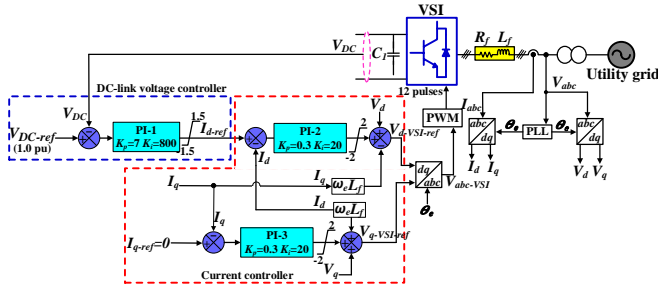 VSI
R_f L_f
V_DC
C_1
Utility grid
12 pulses
DC-link voltage controller
V_DC
PWM
I_abc
V_abc
V_DC-ref
(1.0 pu)
PI-1
K_p=7 K_i=800
1.5
-1.5
I_d-ref
PI-2
K_p=0.3 K_i=20
2
-2
V_d
V_d-VSI-ref
abc
dq
θ_e
PLL
θ_e
abc
dq
I_d
I_d I_q
V_d V_q
I_q
I_q
ω_eL_f
dq
abc
V_abc-VSI
I_d
ω_eL_f
θ_e
I_q
I_q-ref=0
PI-3
K_p=0.3 K_i=20
2
-2
V_q-VSI-ref
V_q
Current controller